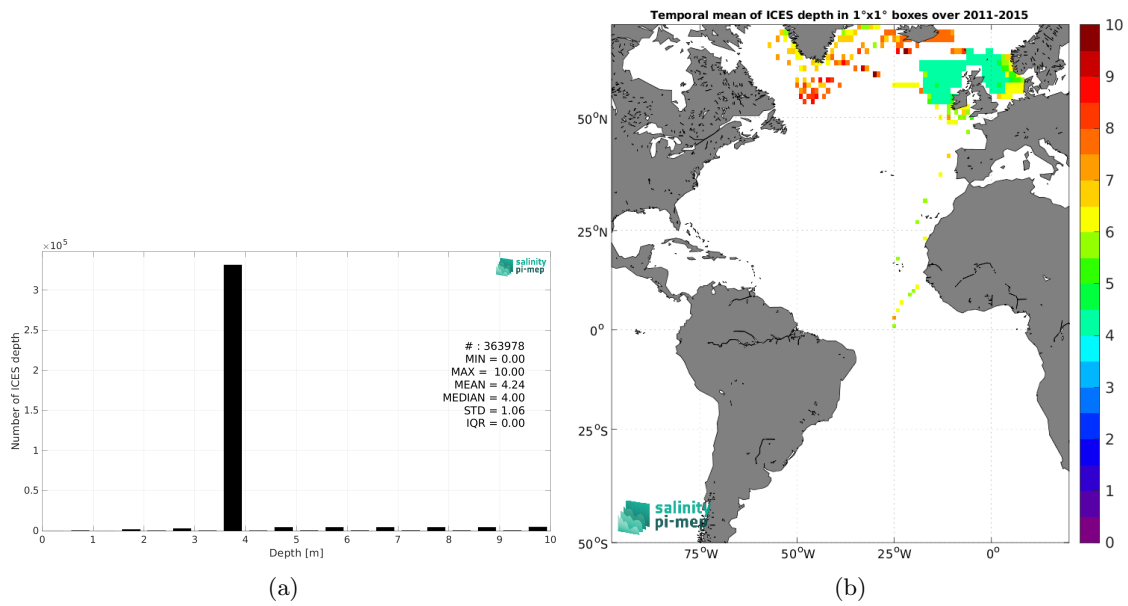 ×10⁵
salinity
pi-mep
3
2.5
2
1.5
1
0.5
0
Number of ICES depth
# : 363978
MIN = 0.00
MAX = 10.00
MEAN = 4.24
MEDIAN = 4.00
STD = 1.06
IQR = 0.00
0 1 2 3 4 5 6 7 8 9 10
Depth [m]
(a)
Temporal mean of ICES depth in 1°x1° boxes over 2011-2015
50°N
25°N
0°
25°S
50°S
75°W 50°W 25°W 0°
salinity
pi-mep
10
9
8
7
6
5
4
3
2
1
0
(b)